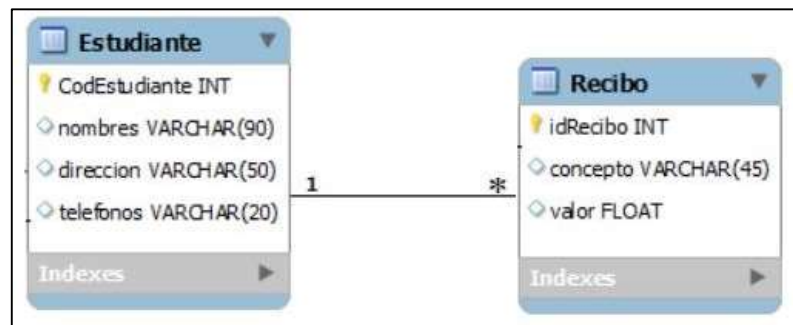 Estudiante
CodEstudiante INT
nombres VARCHAR(90)
direccion VARCHAR(50)
telefonos VARCHAR(20)
Indexes
1
*
Recibo
idRecibo INT
concepto VARCHAR(45)
valor FLOAT
Indexes